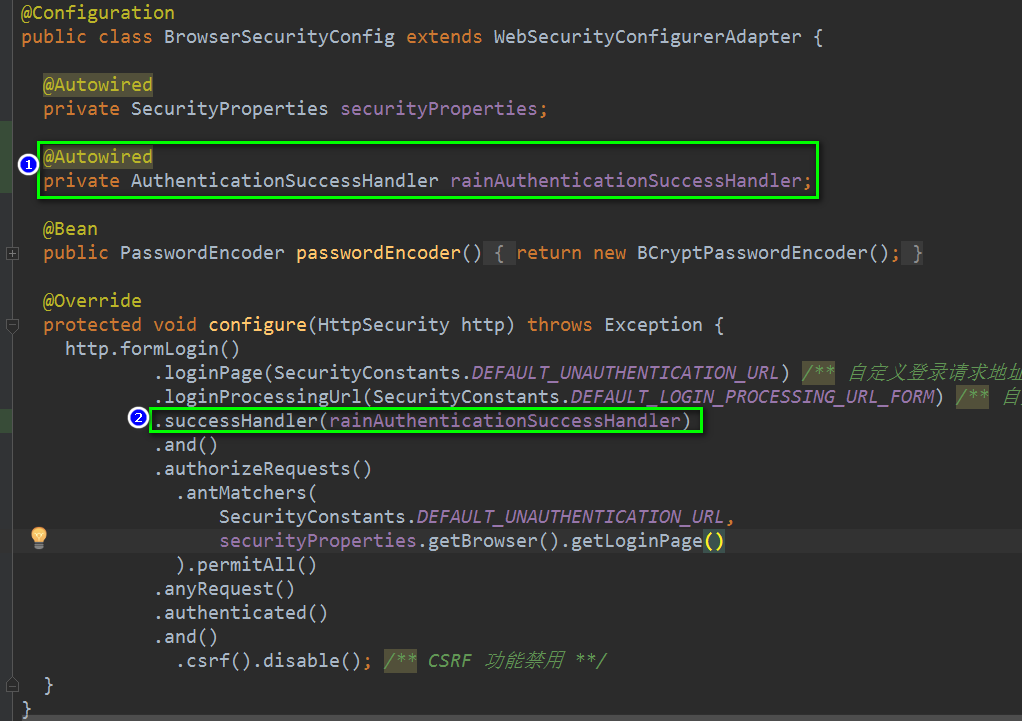 @Configuration
public class BrowserSecurityConfig extends WebSecurityConfigurerAdapter {
@Autowired
private SecurityProperties securityProperties;
1
@Autowired
private AuthenticationSuccessHandler rainAuthenticationSuccessHandler;
@Bean
public PasswordEncoder passwordEncoder() { return new BCryptPasswordEncoder(); }
@Override
protected void configure(HttpSecurity http) throws Exception {
http.formLogin()
.loginPage(SecurityConstants.DEFAULT_UNAUTHENTICATION_URL) /** 自定义登录请求地址
.loginProcessingUrl(SecurityConstants.DEFAULT_LOGIN_PROCESSING_URL_FORM) /** 自
2 .successHandler(rainAuthenticationSuccessHandler)
.and()
.authorizeRequests()
.antMatchers(
SecurityConstants.DEFAULT_UNAUTHENTICATION_URL,
securityProperties.getBrowser().getLoginPage()
).permitAll()
.anyRequest()
.authenticated()
.and()
.csrf().disable(); /** CSRF 功能禁用 **/
}
}